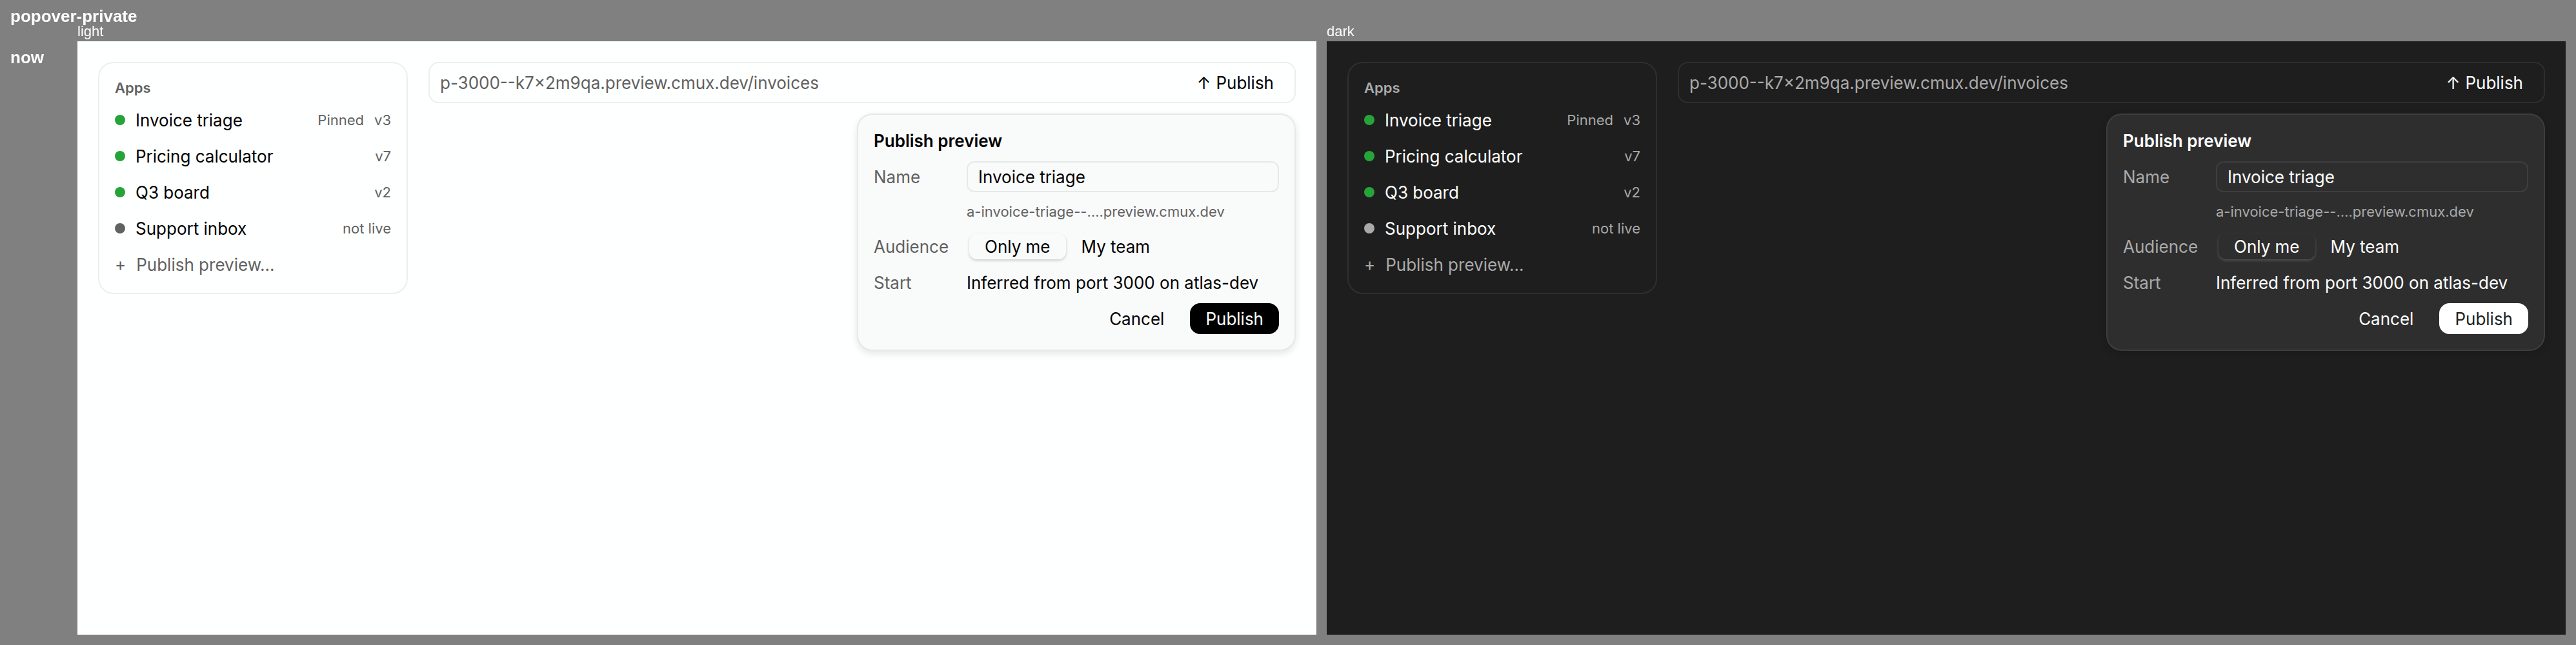 popover-private
light
dark
now
Apps
Invoice triage Pinned v3
Pricing calculator v7
Q3 board v2
Support inbox not live
+ Publish preview...
p-3000--k7×2m9qa.preview.cmux.dev/invoices ↑ Publish
Publish preview
Name Invoice triage
a-invoice-triage--....preview.cmux.dev
Audience Only me My team
Start Inferred from port 3000 on atlas-dev
Cancel Publish
Apps
Invoice triage Pinned v3
Pricing calculator v7
Q3 board v2
Support inbox not live
+ Publish preview...
p-3000--k7×2m9qa.preview.cmux.dev/invoices ↑ Publish
Publish preview
Name Invoice triage
a-invoice-triage--....preview.cmux.dev
Audience Only me My team
Start Inferred from port 3000 on atlas-dev
Cancel Publish